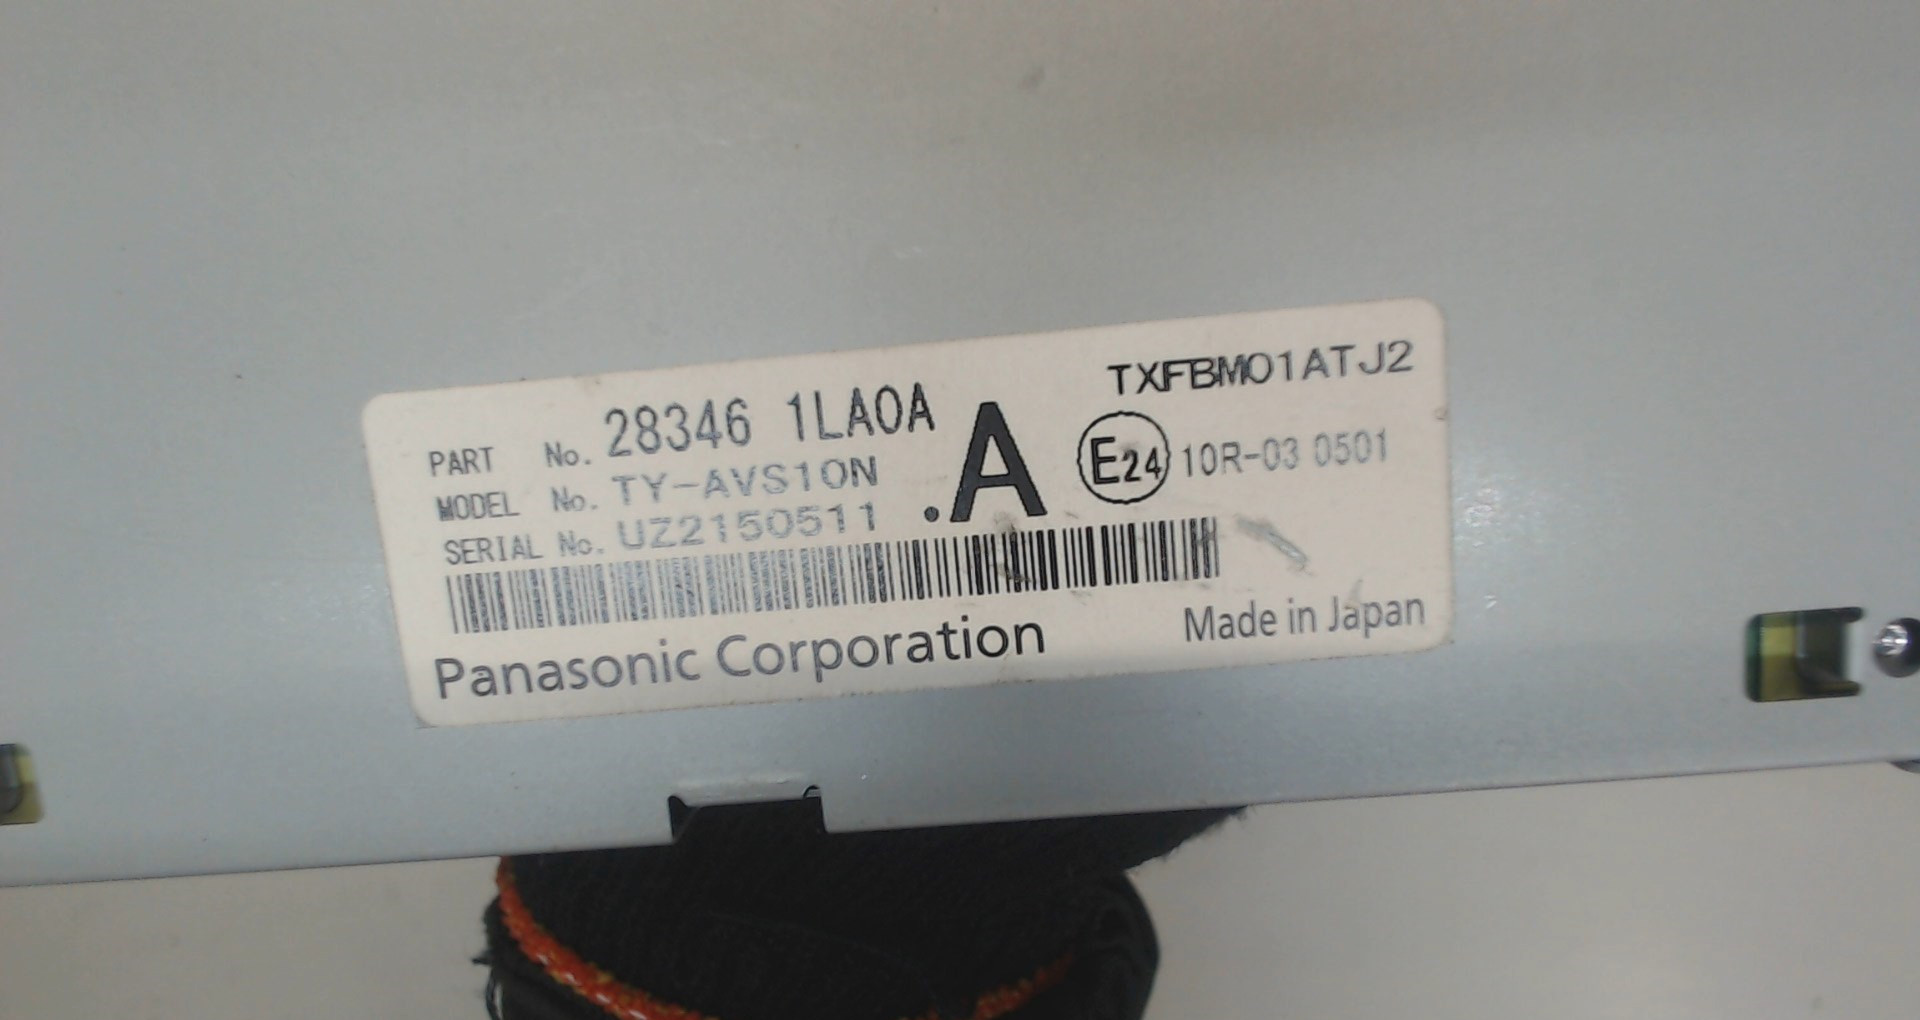 PART No. 28346 1LA0A
MODEL No. TY-AVS10N
SERIAL No. UZ2150511
.A
TXFBM01ATJ2
E24 10R-03 0501
Panasonic Corporation
Made in Japan